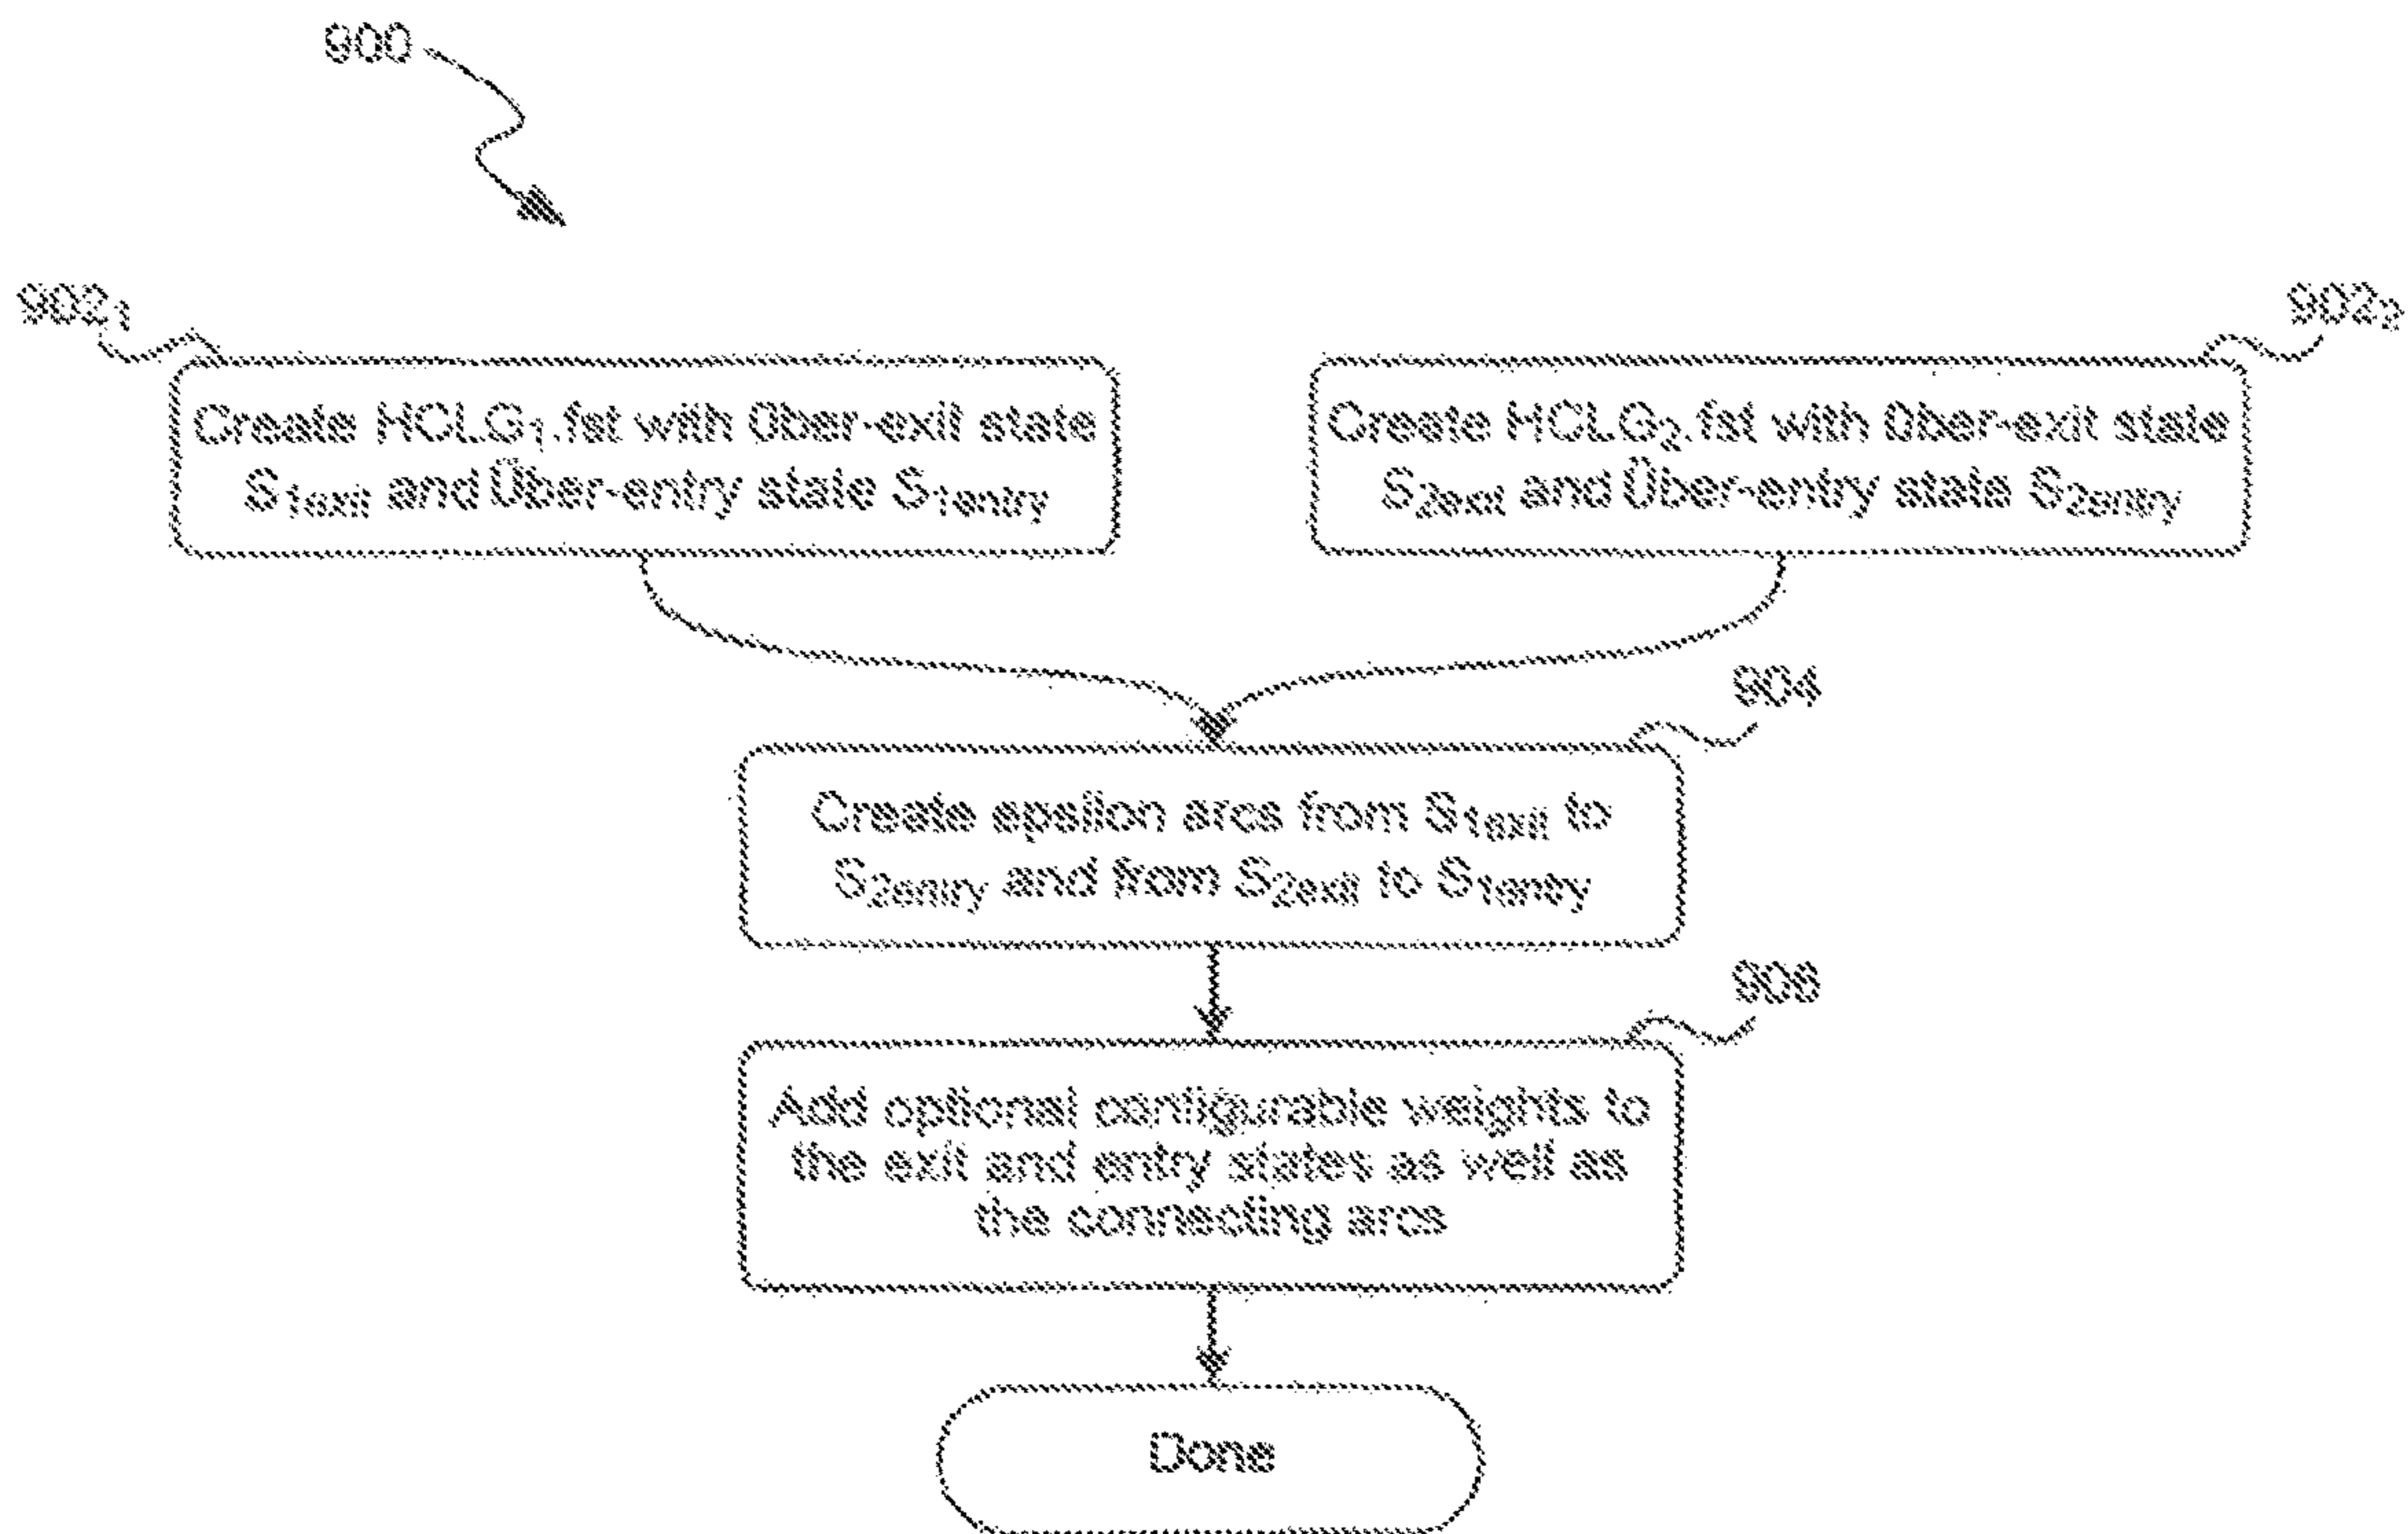 900
902₁
902₂
Create HCLG₁.fst with Über-exit state
S₁exit and Über-entry state S₁entry
Create HCLG₂.fst with Über-exit state
S₂exit and Über-entry state S₂entry
904
Create epsilon arcs from S₁exit to
S₂entry and from S₂exit to S₁entry
906
Add optional configurable weights to
the exit and entry states as well as
the connecting arcs
Done